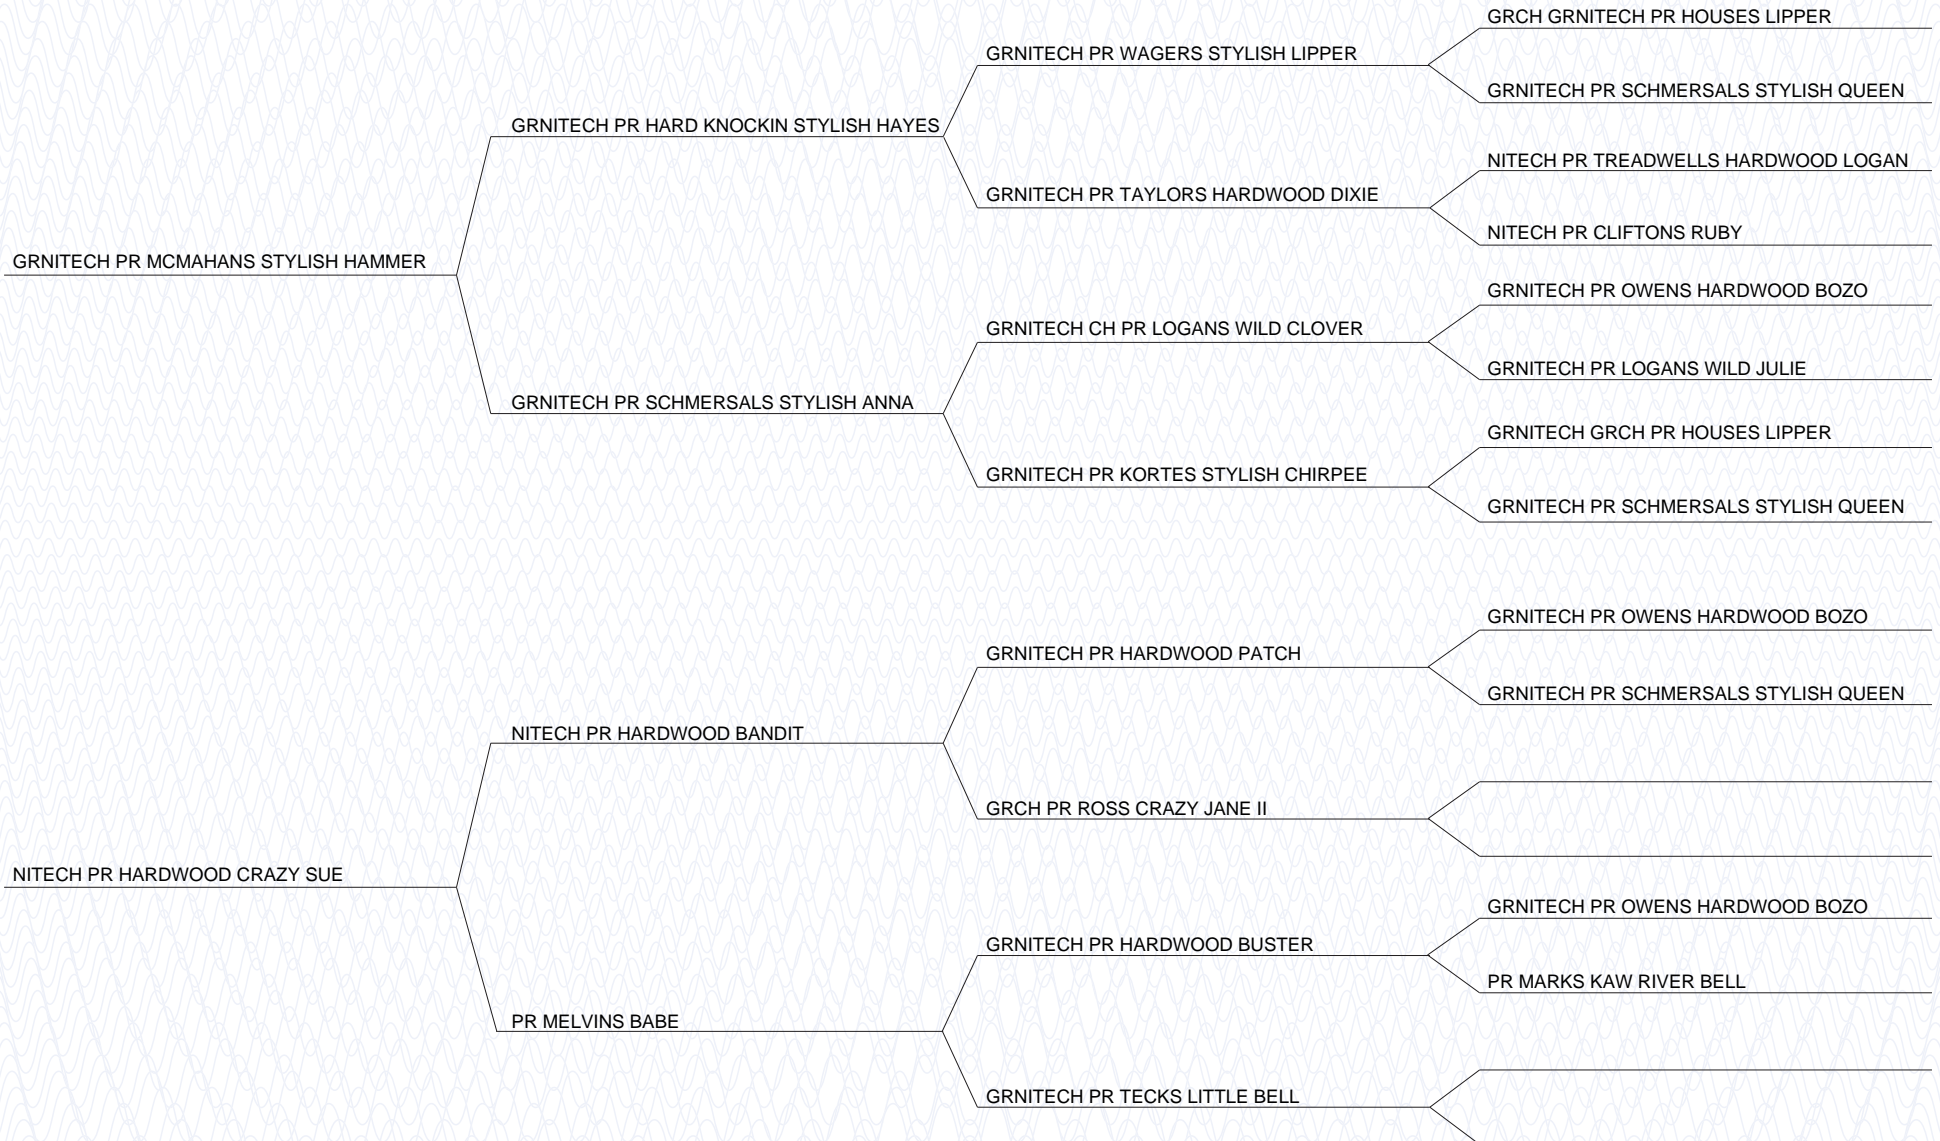 GRCH GRNITECH PR HOUSES LIPPER
GRNITECH PR WAGERS STYLISH LIPPER
GRNITECH PR SCHMERSALS STYLISH QUEEN
GRNITECH PR HARD KNOCKIN STYLISH HAYES
NITECH PR TREADWELLS HARDWOOD LOGAN
GRNITECH PR TAYLORS HARDWOOD DIXIE
NITECH PR CLIFTONS RUBY
GRNITECH PR MCMAHANS STYLISH HAMMER
GRNITECH PR OWENS HARDWOOD BOZO
GRNITECH CH PR LOGANS WILD CLOVER
GRNITECH PR LOGANS WILD JULIE
GRNITECH PR SCHMERSALS STYLISH ANNA
GRNITECH GRCH PR HOUSES LIPPER
GRNITECH PR KORTES STYLISH CHIRPEE
GRNITECH PR SCHMERSALS STYLISH QUEEN
GRNITECH PR OWENS HARDWOOD BOZO
GRNITECH PR HARDWOOD PATCH
GRNITECH PR SCHMERSALS STYLISH QUEEN
NITECH PR HARDWOOD BANDIT
GRCH PR ROSS CRAZY JANE II
NITECH PR HARDWOOD CRAZY SUE
GRNITECH PR OWENS HARDWOOD BOZO
GRNITECH PR HARDWOOD BUSTER
PR MARKS KAW RIVER BELL
PR MELVINS BABE
GRNITECH PR TECKS LITTLE BELL